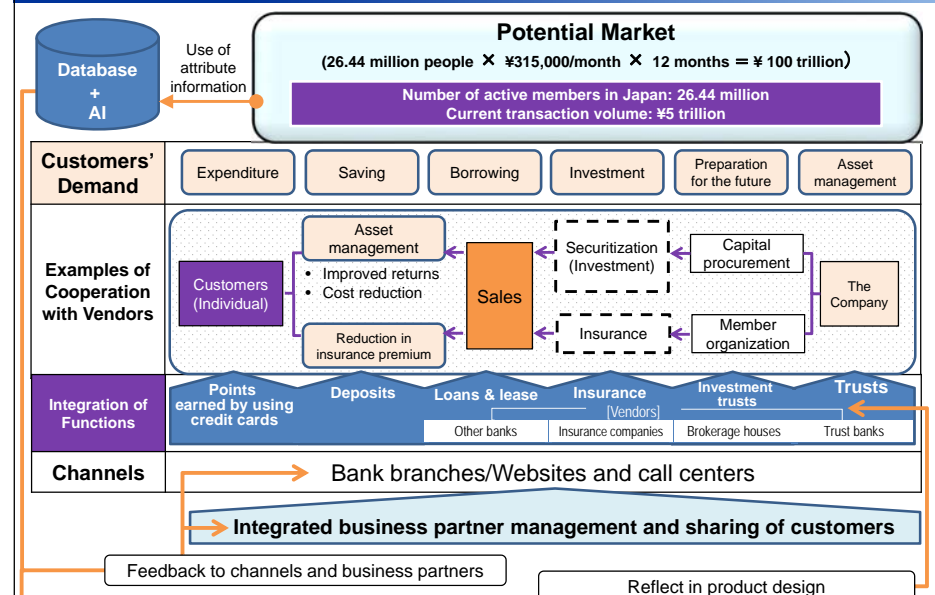 Potential Market
(26.44 million people × ¥315,000/month × 12 months = ¥ 100 trillion)
Number of active members in Japan: 26.44 million
Current transaction volume: ¥5 trillion
Database
+
AI
Use of
attribute
information
Customers'
Demand
Expenditure
Saving
Borrowing
Investment
Preparation
for the future
Asset
management
Examples of
Cooperation
with Vendors
Customers
(Individual)
Asset
management
• Improved returns
• Cost reduction
Reduction in
insurance premium
Sales
Securitization
(Investment)
Insurance
Capital
procurement
Member
organization
The
Company
Integration of
Functions
Points
earned by using
credit cards
Deposits
Loans & lease
Insurance
Investment
trusts
Trusts
[Vendors]
Other banks
Insurance companies
Brokerage houses
Trust banks
Channels
Bank branches/Websites and call centers
Integrated business partner management and sharing of customers
Feedback to channels and business partners
Reflect in product design